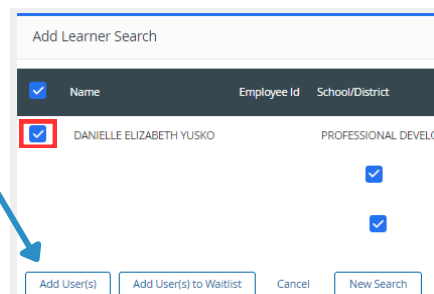 Add Learner Search
Name Employee Id School/District
DANIELLE ELIZABETH YUSKO PROFESSIONAL DEVELO
Add User(s) Add User(s) to Waitlist Cancel New Search